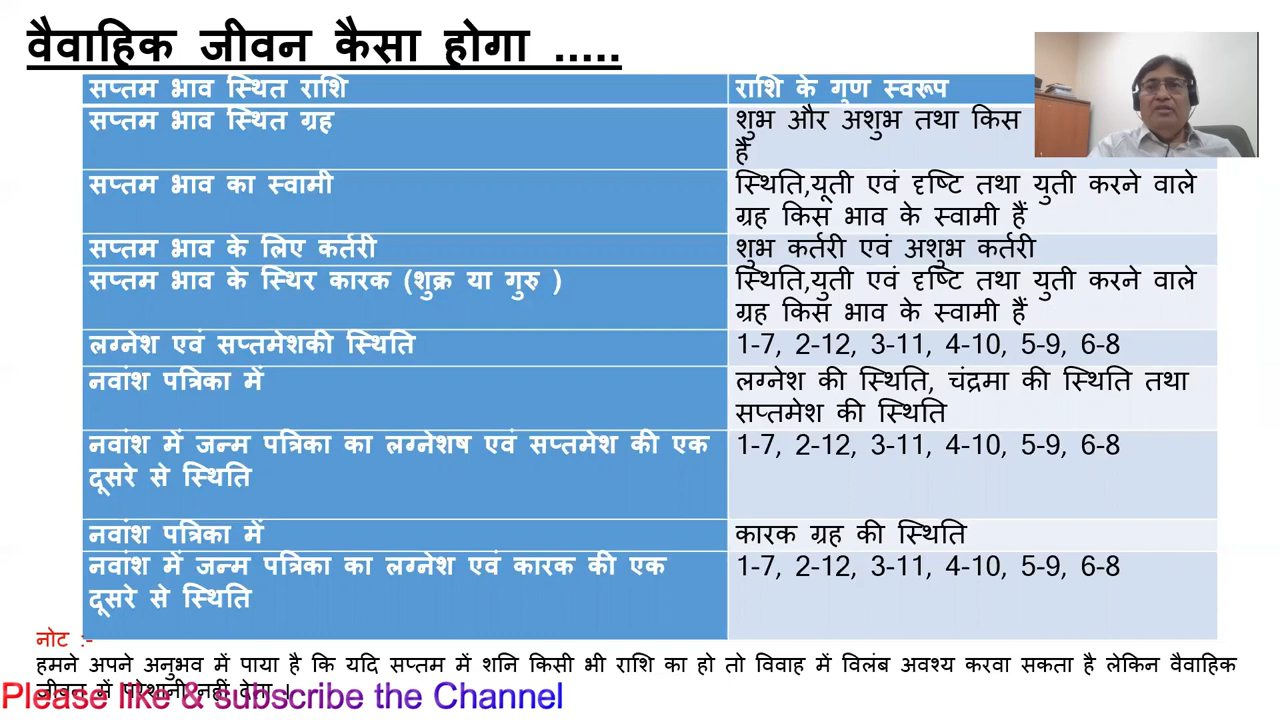 वैवाहिक जीवन कैसा होगा .....
सप्तम भाव स्थित राशि राशि के गुण स्वरूप
सप्तम भाव स्थित ग्रह शुभ और अशुभ तथा किस
है
सप्तम भाव का स्वामी स्थिति,यूती एवं दृष्टि तथा युती करने वाले
ग्रह किस भाव के स्वामी हैं
सप्तम भाव के लिए कर्तरी शुभ कर्तरी एवं अशुभ कर्तरी
सप्तम भाव के स्थिर कारक (शुक्र या गुरु ) स्थिति,युती एवं दृष्टि तथा युती करने वाले
ग्रह किस भाव के स्वामी हैं
लग्नेश एवं सप्तमेशकी स्थिति 1-7, 2-12, 3-11, 4-10, 5-9, 6-8
नवांश पत्रिका में लग्नेश की स्थिति, चंद्रमा की स्थिति तथा
सप्तमेश की स्थिति
नवांश में जन्म पत्रिका का लग्नेशष एवं सप्तमेश की एक 1-7, 2-12, 3-11, 4-10, 5-9, 6-8
दूसरे से स्थिति
नवांश पत्रिका में कारक ग्रह की स्थिति
नवांश में जन्म पत्रिका का लग्नेश एवं कारक की एक 1-7, 2-12, 3-11, 4-10, 5-9, 6-8
दूसरे से स्थिति
नोट :-
हमने अपने अनुभव में पाया है कि यदि सप्तम में शनि किसी भी राशि का हो तो विवाह में विलंब अवश्य करवा सकता है लेकिन वैवाहिक
जीवन में परेशानी नहीं देता ।
Please like & subscribe the Channel